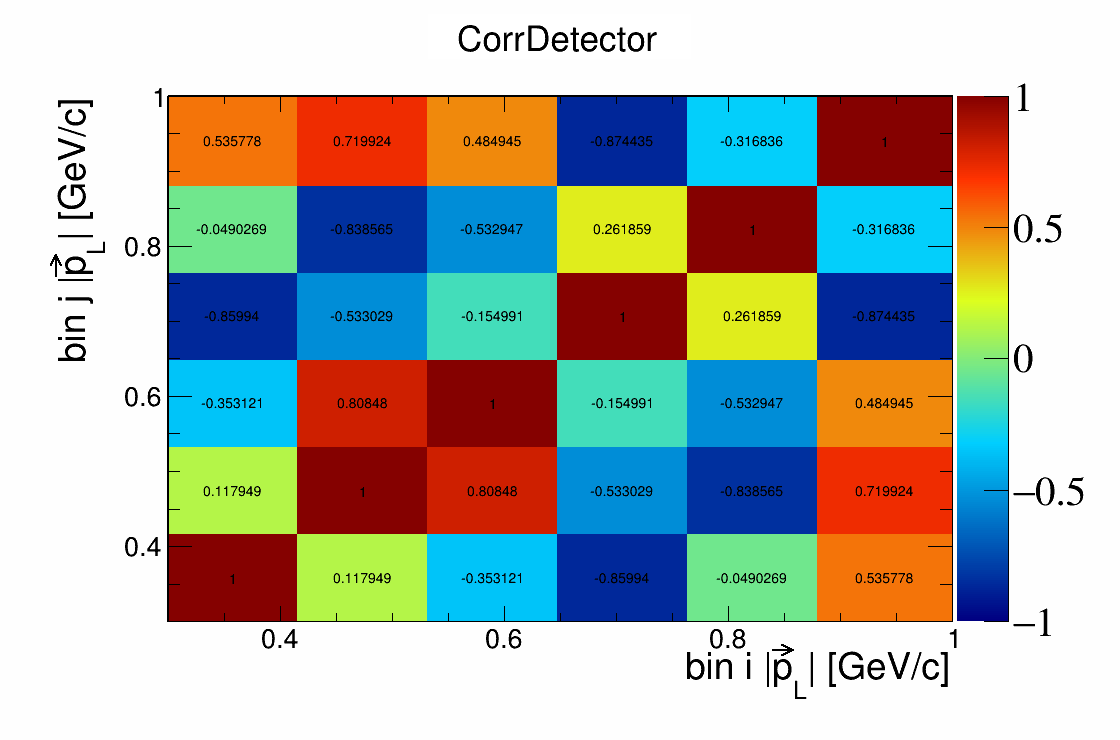 CorrDetector
bin j |p⃗_L| [GeV/c]
1
0.8
0.6
0.4
0.535778 0.719924 0.484945 -0.874435 -0.316836 1
-0.0490269 -0.838565 -0.532947 0.261859 1 -0.316836
-0.85994 -0.533029 -0.154991 1 0.261859 -0.874435
-0.353121 0.80848 1 -0.154991 -0.532947 0.484945
0.117949 1 0.80848 -0.533029 -0.838565 0.719924
1 0.117949 -0.353121 -0.85994 -0.0490269 0.535778
0.4 0.6 0.8 1
bin i |p⃗_L| [GeV/c]
1
0.5
0
−0.5
−1